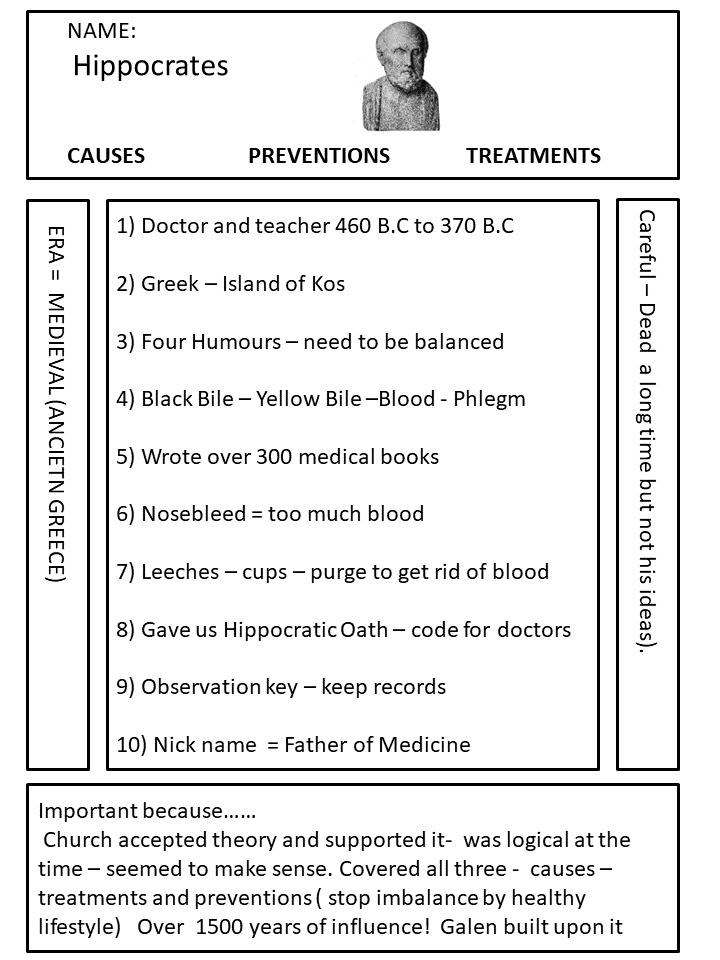 NAME:
Hippocrates
CAUSES PREVENTIONS TREATMENTS
ERA = MEDIEVAL (ANCIETN GREECE)
1) Doctor and teacher 460 B.C to 370 B.C
2) Greek – Island of Kos
3) Four Humours – need to be balanced
4) Black Bile – Yellow Bile –Blood - Phlegm
5) Wrote over 300 medical books
6) Nosebleed = too much blood
7) Leeches – cups – purge to get rid of blood
8) Gave us Hippocratic Oath – code for doctors
9) Observation key – keep records
10) Nick name = Father of Medicine
Careful – Dead a long time but not his ideas).
Important because……
Church accepted theory and supported it- was logical at the
time – seemed to make sense. Covered all three - causes –
treatments and preventions ( stop imbalance by healthy
lifestyle) Over 1500 years of influence! Galen built upon it